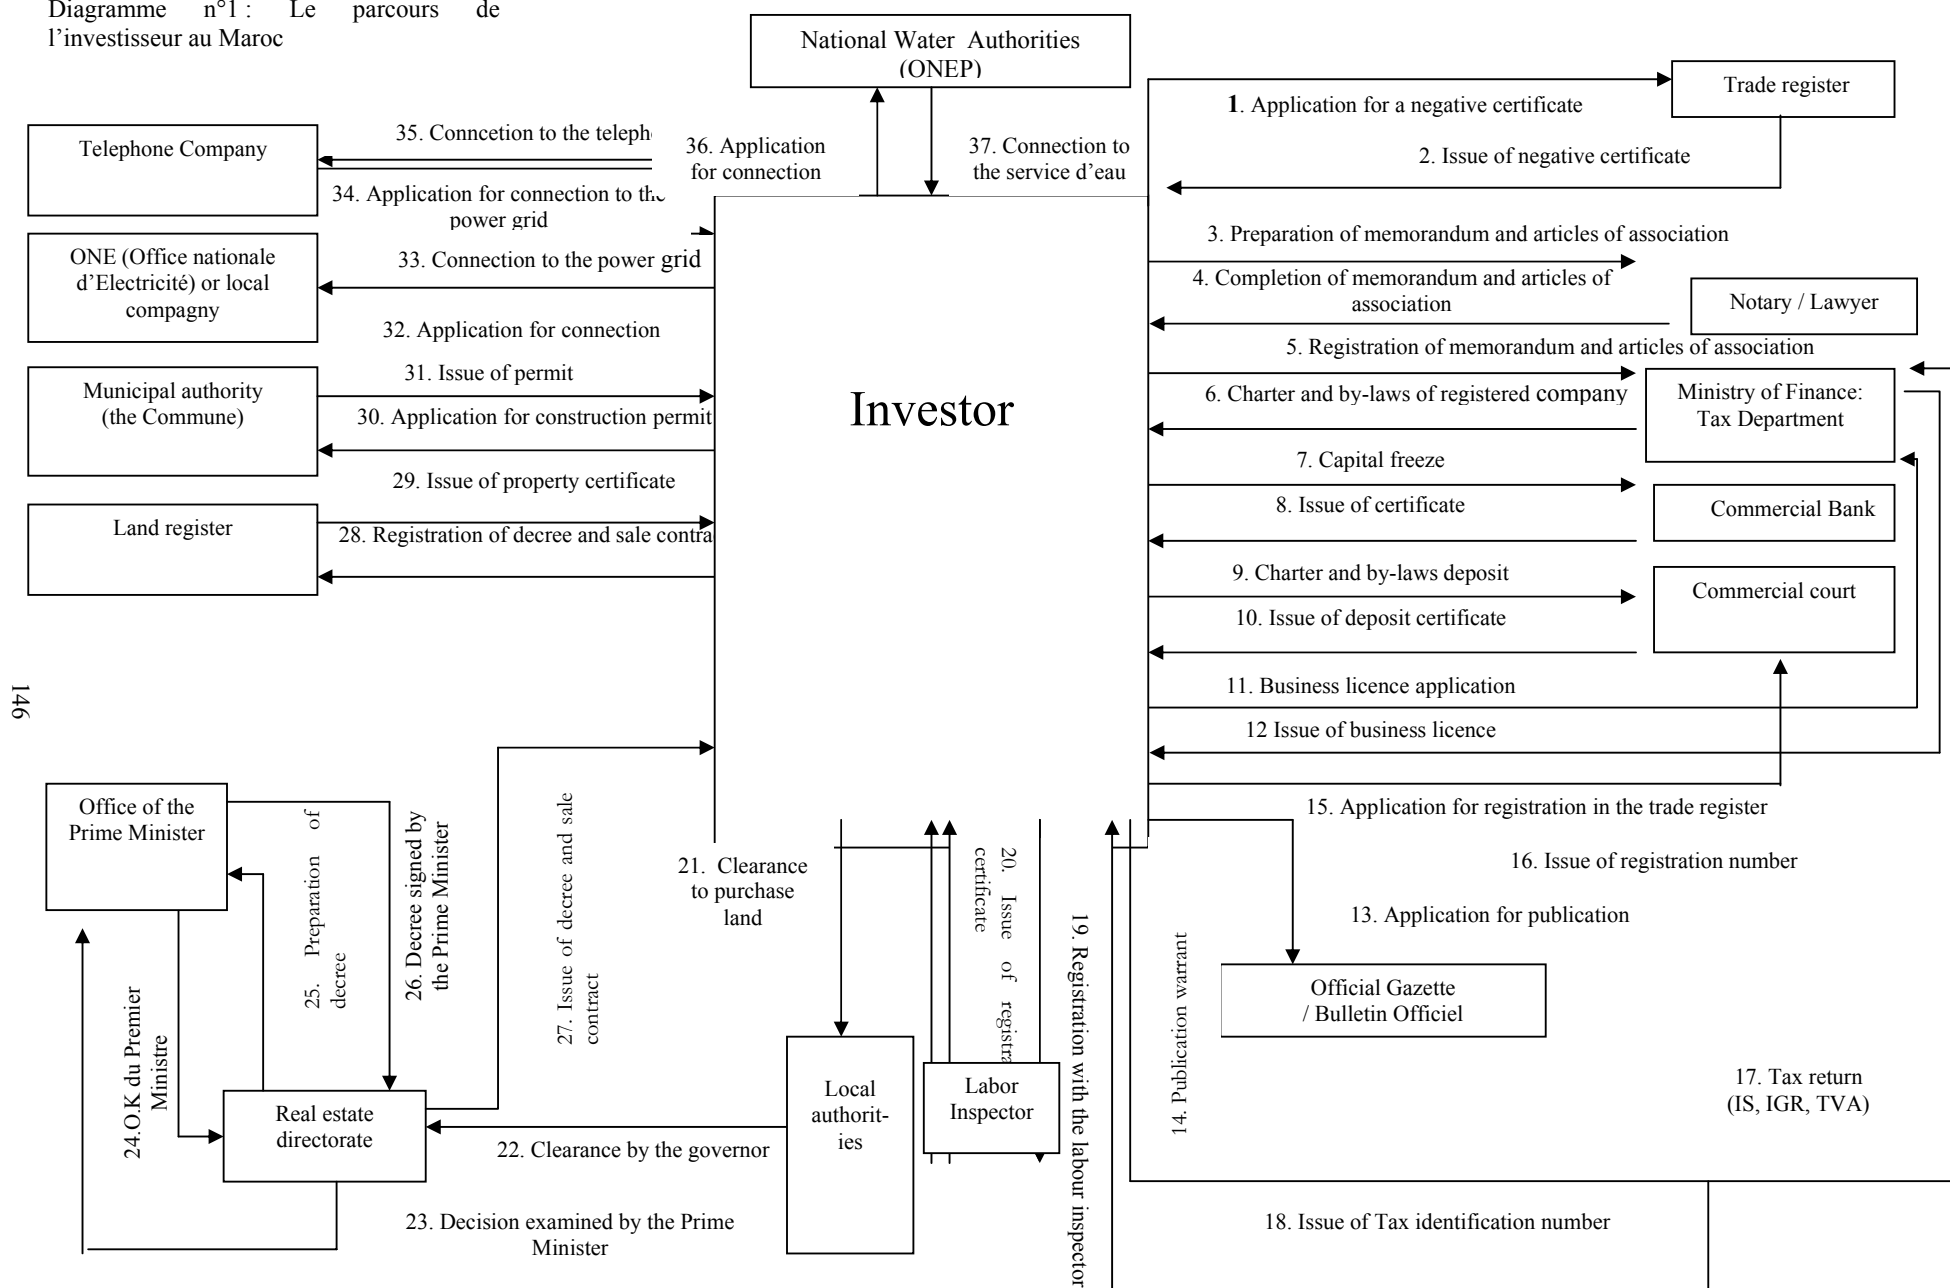 Diagramme n°1 : Le parcours de
l'investisseur au Maroc
National Water Authorities
(ONEP)
Trade register
1. Application for a negative certificate
2. Issue of negative certificate
Telephone Company
35. Conncetion to the teleph
36. Application
for connection
37. Connection to
the service d'eau
34. Application for connection to the
power grid
3. Preparation of memorandum and articles of association
ONE (Office nationale
d'Electricité) or local
compagny
33. Connection to the power grid
4. Completion of memorandum and articles of
association
Notary / Lawyer
32. Application for connection
5. Registration of memorandum and articles of association
Municipal authority
(the Commune)
31. Issue of permit
30. Application for construction permit
Investor
6. Charter and by-laws of registered company
Ministry of Finance:
Tax Department
7. Capital freeze
29. Issue of property certificate
8. Issue of certificate
Commercial Bank
Land register
28. Registration of decree and sale contra
9. Charter and by-laws deposit
Commercial court
10. Issue of deposit certificate
11. Business licence application
146
12 Issue of business licence
Office of the
Prime Minister
15. Application for registration in the trade register
25. Preparation of
decree
26. Decree signed by
the Prime Minister
27. Issue of decree and sale
contract
21. Clearance
to purchase
land
20. Issue of registra
certificate
19. Registration with the labour inspector
16. Issue of registration number
13. Application for publication
14. Publication warrant
Official Gazette
/ Bulletin Officiel
24.O.K du Premier
Ministre
Real estate
directorate
Local
authorit-
ies
Labor
Inspector
17. Tax return
(IS, IGR, TVA)
22. Clearance by the governor
23. Decision examined by the Prime
Minister
18. Issue of Tax identification number